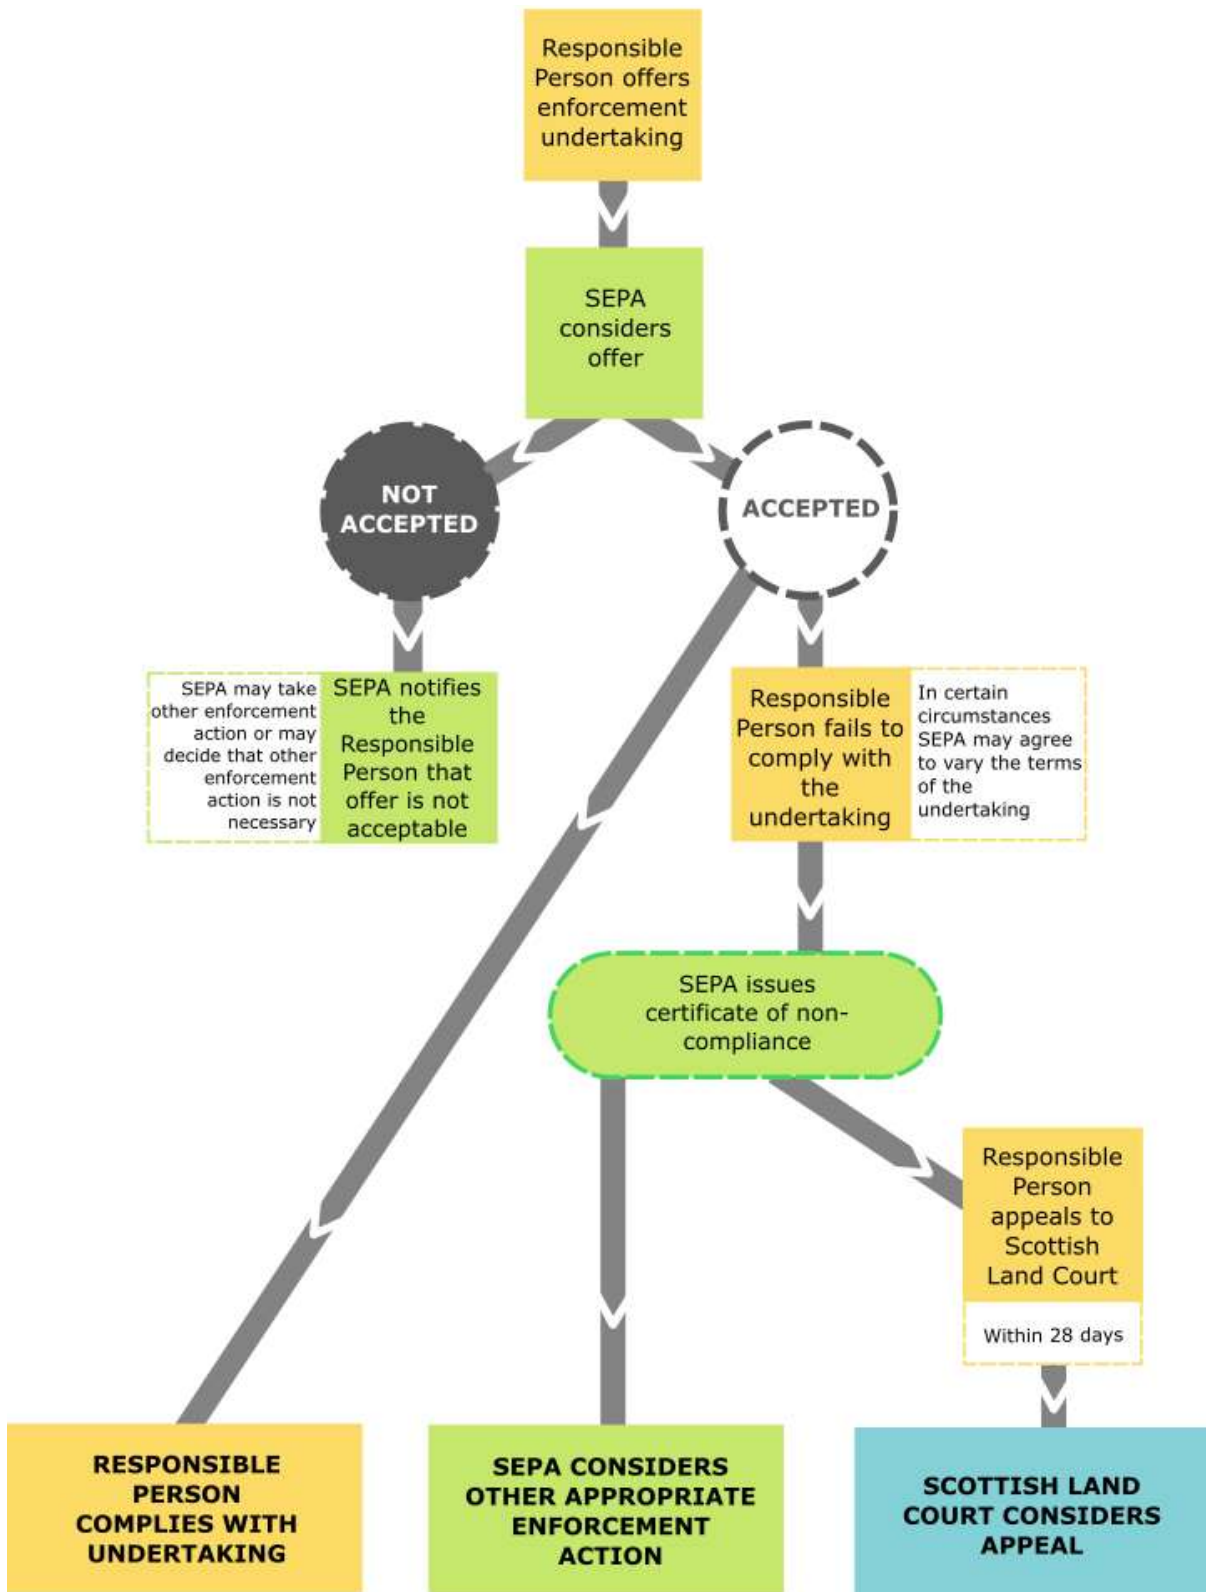 Responsible
Person offers
enforcement
undertaking
SEPA
considers
offer
NOT
ACCEPTED
ACCEPTED
SEPA may take
other enforcement
action or may
decide that other
enforcement
action is not
necessary
SEPA notifies
the
Responsible
Person that
offer is not
acceptable
Responsible
Person fails to
comply with
the
undertaking
In certain
circumstances
SEPA may agree
to vary the terms
of the
undertaking
SEPA issues
certificate of non-
compliance
Responsible
Person
appeals to
Scottish
Land Court
Within 28 days
RESPONSIBLE
PERSON
COMPLIES WITH
UNDERTAKING
SEPA CONSIDERS
OTHER APPROPRIATE
ENFORCEMENT
ACTION
SCOTTISH LAND
COURT CONSIDERS
APPEAL